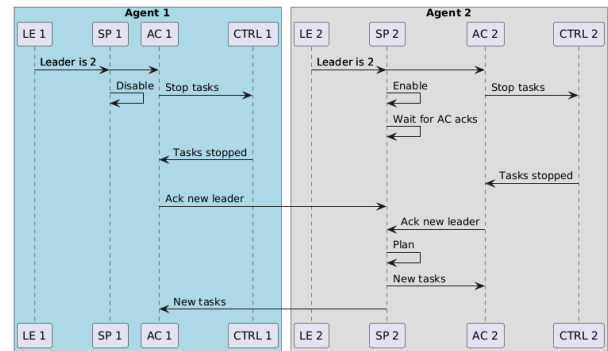 Agent 1
Agent 2
LE 1
SP 1
AC 1
CTRL 1
LE 2
SP 2
AC 2
CTRL 2
Leader is 2
Leader is 2
Disable
Stop tasks
Enable
Stop tasks
Wait for AC acks
Tasks stopped
Tasks stopped
Ack new leader
Ack new leader
Plan
New tasks
New tasks
LE 1
SP 1
AC 1
CTRL 1
LE 2
SP 2
AC 2
CTRL 2